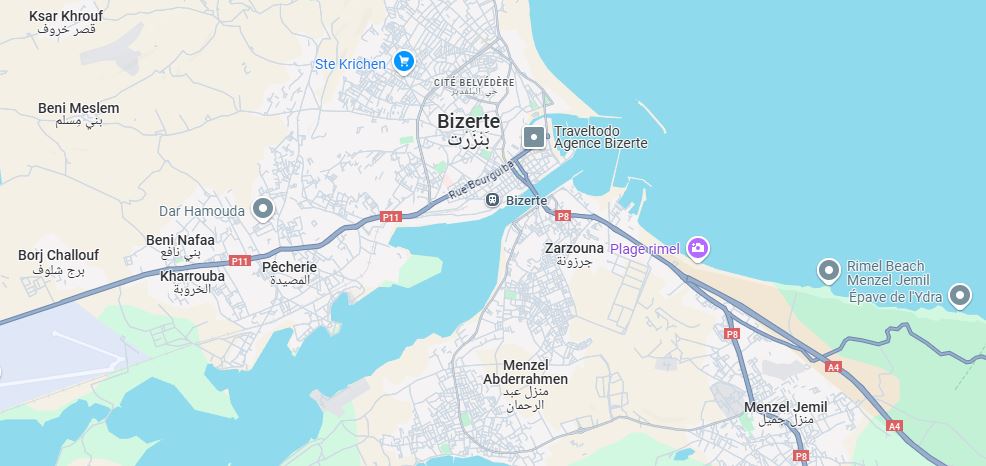 Ksar Khrouf
قصر خروف
Ste Krichen
CITÉ BELVÉDÈRE
حي البلفدير
Beni Meslem
بني مسلم
Bizerte
بَنزَرْت
Traveltodo
Agence Bizerte
Rue Bourguiba
Bizerte
Dar Hamouda
P11
P8
Beni Nafaa
بني نافع
Zarzouna
جرزونة
Plage rimel
Borj Challouf
برج شلوف
P11
Pêcherie
المصيدة
Kharrouba
الخروبة
Rimel Beach
Menzel Jemil
Épave de l'Ydra
P8
Menzel
Abderrahmen
منزل عبد
الرحمان
A4
Menzel Jemil
منزل جميل
A4
P8